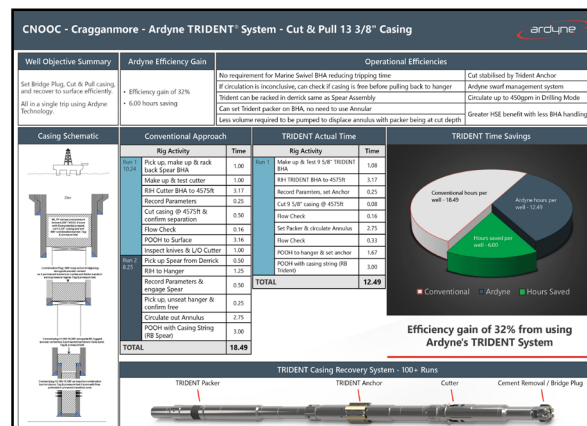 CNOOC - Cragganmore - Ardyne TRIDENT® System - Cut & Pull 13 3/8" Casing
ardyne
Well Objective Summary
Set Bridge Plug, Cut & Pull casing,
and recover to surface efficiently.
All in a single trip using Ardyne
Technology.
Ardyne Efficiency Gain
• Efficiency gain of 32%
• 6.00 hours saving
Operational Efficiencies
No requirement for Marine Swivel BHA reducing tripping time
Cut stabilised by Trident Anchor
If circulation is inconclusive, can check if casing is free before pulling back to hanger
Ardyne swarf management system
Trident can be racked in derrick same as Spear Assembly
Circulate up to 450gpm in Drilling Mode
Can set Trident packer on BHA, no need to use Annular
Greater HSE benefit with less BHA handling
Less volume required to be pumped to displace annulus with packer being at cut depth
Casing Schematic
Conventional Approach
Rig Activity Time
Run 1
10.24
Pick up, make up & rack
back Spear BHA 1.00
Make up & test cutter 1.00
RIH Cutter BHA to 4575ft 3.17
Record Parameters 0.25
Cut casing @ 4575ft &
confirm separation 0.50
Flow Check 0.16
POOH to Surface 3.16
Inspect knives & L/O Cutter 1.00
Run 2
8.25
Pick up Spear from Derrick 0.50
RIH to Hanger 1.25
Record Parameters &
engage Spear 0.50
Pick up, unseat hanger &
confirm free 0.25
Circulate out Annulus 2.75
POOH with Casing String
(RB Spear) 3.00
TOTAL 18.49
TRIDENT Actual Time
Rig Activity Time
Run 1
Make up & Test 9 5/8" TRIDENT
BHA 1.08
RIH TRIDENT BHA to 4575ft 3.17
Record Paramters, set Anchor 0.25
Cut 9 5/8" casing @ 4575ft 0.08
Flow Check 0.16
Set Packer & circulate Annulus 2.75
Flow Check 0.33
POOH to hanger & set anchor 1.67
POOH with casing string (RB
Trident) 3.00
TOTAL 12.49
TRIDENT Time Savings
Conventional hours per
well - 18.49
Ardyne hours per
well - 12.49
Hours saved per
well - 6.00
Conventional Ardyne Hours Saved
Efficiency gain of 32% from using
Ardyne's TRIDENT System
TRIDENT Casing Recovery System - 100+ Runs
TRIDENT Packer
TRIDENT Anchor
Cutter
Cement Removal / Bridge Plug